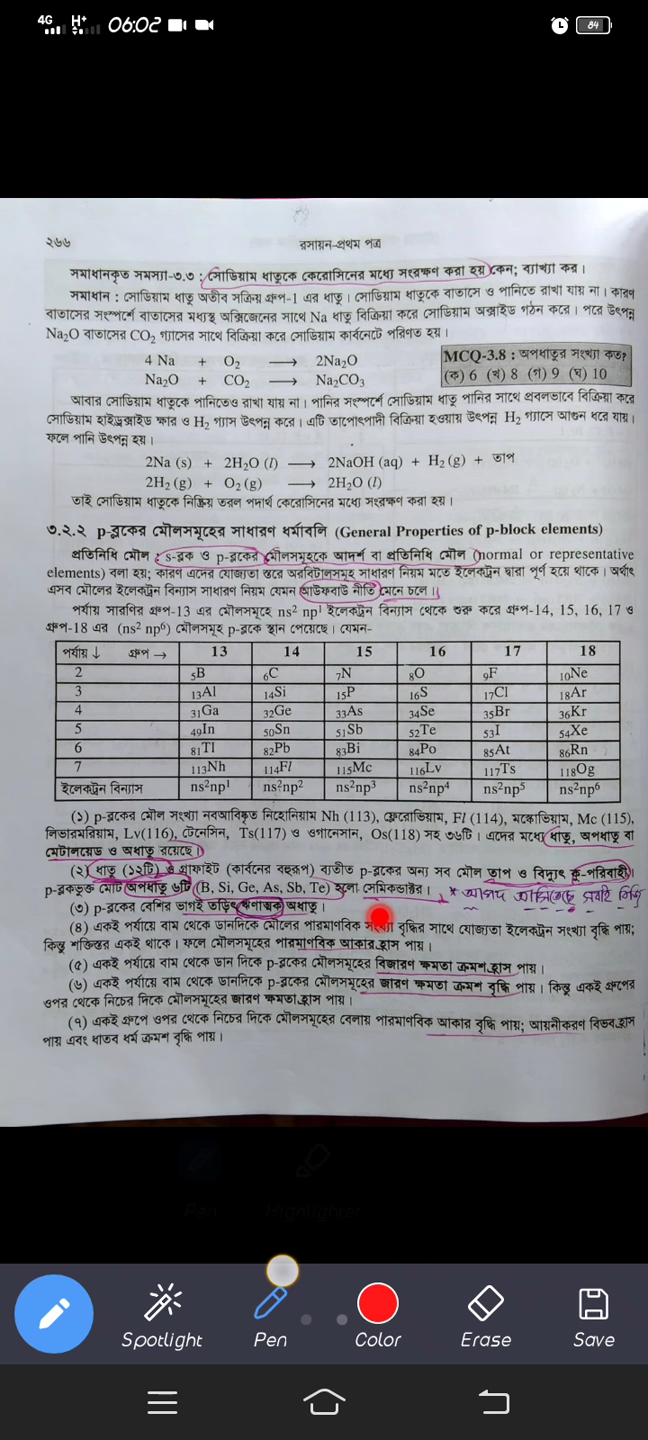 4G H+ 06:02 84
২৬৬ রসায়ন-প্রথম পত্র
সমাধানকৃত সমস্যা-৩.৩ : সোডিয়াম ধাতুকে কেরোসিনের মধ্যে সংরক্ষণ করা হয় কেন; ব্যাখ্যা কর।
সমাধান : সোডিয়াম ধাতু অতীব সক্রিয় গ্রুপ-1 এর ধাতু। সোডিয়াম ধাতুকে বাতাসে ও পানিতে রাখা যায় না। কারণ
বাতাসের সংস্পর্শে বাতাসের মধ্যস্থ অক্সিজেনের সাথে Na ধাতু বিক্রিয়া করে সোডিয়াম অক্সাইড গঠন করে। পরে উৎপন্ন
Na₂O বাতাসের CO₂ গ্যাসের সাথে বিক্রিয়া করে সোডিয়াম কার্বনেটে পরিণত হয়।
4 Na + O₂ ⟶ 2Na₂O
Na₂O + CO₂ ⟶ Na₂CO₃
MCQ-3.8 : অপধাতুর সংখ্যা কত?
(ক) 6 (খ) 8 (গ) 9 (ঘ) 10
আবার সোডিয়াম ধাতুকে পানিতেও রাখা যায় না। পানির সংস্পর্শে সোডিয়াম ধাতু পানির সাথে প্রবলভাবে বিক্রিয়া করে
সোডিয়াম হাইড্রক্সাইড ক্ষার ও H₂ গ্যাস উৎপন্ন করে। এটি তাপোৎপাদী বিক্রিয়া হওয়ায় উৎপন্ন H₂ গ্যাসে আগুন ধরে যায়।
ফলে পানি উৎপন্ন হয়।
2Na (s) + 2H₂O (l) ⟶ 2NaOH (aq) + H₂ (g) + তাপ
2H₂ (g) + O₂ (g) ⟶ 2H₂O (l)
তাই সোডিয়াম ধাতুকে নিষ্ক্রিয় তরল পদার্থ কেরোসিনের মধ্যে সংরক্ষণ করা হয়।
৩.২.২ p-ব্লকের মৌলসমূহের সাধারণ ধর্মাবলি (General Properties of p-block elements)
প্রতিনিধি মৌল : s-ব্লক ও p-ব্লকের মৌলসমূহকে আদর্শ বা প্রতিনিধি মৌল (normal or representative
elements) বলা হয়; কারণ এদের যোজ্যতা স্তরে অরবিটালসমূহ সাধারণ নিয়ম মতে ইলেকট্রন দ্বারা পূর্ণ হয়ে থাকে। অর্থাৎ
এসব মৌলের ইলেকট্রন বিন্যাস সাধারণ নিয়ম যেমন আউফবাউ নীতি মেনে চলে।
পর্যায় সারণির গ্রুপ-13 এর মৌলসমূহে ns² np¹ ইলেকট্রন বিন্যাস থেকে শুরু করে গ্রুপ-14, 15, 16, 17 ও
গ্রুপ-18 এর (ns² np⁶) মৌলসমূহ p-ব্লকে স্থান পেয়েছে। যেমন-
পর্যায় ↓ গ্রুপ → 13 14 15 16 17 18
2 ₅B ₆C ₇N ₈O ₉F ₁₀Ne
3 ₁₃Al ₁₄Si ₁₅P ₁₆S ₁₇Cl ₁₈Ar
4 ₃₁Ga ₃₂Ge ₃₃As ₃₄Se ₃₅Br ₃₆Kr
5 ₄₉In ₅₀Sn ₅₁Sb ₅₂Te ₅₃I ₅₄Xe
6 ₈₁Tl ₈₂Pb ₈₃Bi ₈₄Po ₈₅At ₈₆Rn
7 ₁₁₃Nh ₁₁₄Fl ₁₁₅Mc ₁₁₆Lv ₁₁₇Ts ₁₁₈Og
ইলেকট্রন বিন্যাস ns²np¹ ns²np² ns²np³ ns²np⁴ ns²np⁵ ns²np⁶
(১) p-ব্লকের মৌল সংখ্যা নবআবিষ্কৃত নিহোনিয়াম Nh (113), ফ্লেরোভিয়াম, Fl (114), মস্কোভিয়াম, Mc (115),
লিভারমরিয়াম, Lv(116), টেনেসিন, Ts(117) ও ওগানেসান, Os(118) সহ ৩৬টি। এদের মধ্যে ধাতু, অপধাতু বা
মেটালয়েড ও অধাতু রয়েছে।
(২) ধাতু (১২টি) ও গ্রাফাইট (কার্বনের বহুরূপ) ব্যতীত p-ব্লকের অন্য সব মৌল তাপ ও বিদ্যুৎ কু-পরিবাহী।
p-ব্লকভুক্ত মোট অপধাতু ৬টি (B, Si, Ge, As, Sb, Te) হলো সেমিকন্ডাক্টর।
(৩) p-ব্লকের বেশির ভাগই তড়িৎ ঋণাত্মক অধাতু।
(৪) একই পর্যায়ে বাম থেকে ডানদিকে মৌলের পারমাণবিক সংখ্যা বৃদ্ধির সাথে যোজ্যতা ইলেকট্রন সংখ্যা বৃদ্ধি পায়;
কিন্তু শক্তিস্তর একই থাকে। ফলে মৌলসমূহের পারমাণবিক আকার হ্রাস পায়।
(৫) একই পর্যায়ে বাম থেকে ডান দিকে p-ব্লকের মৌলসমূহের বিজারণ ক্ষমতা ক্রমশ হ্রাস পায়।
(৬) একই পর্যায়ে বাম থেকে ডানদিকে p-ব্লকের মৌলসমূহের জারণ ক্ষমতা ক্রমশ বৃদ্ধি পায়। কিন্তু একই গ্রুপের
ওপর থেকে নিচের দিকে মৌলসমূহের জারণ ক্ষমতা হ্রাস পায়।
(৭) একই গ্রুপে ওপর থেকে নিচের দিকে মৌলসমূহের বেলায় পারমাণবিক আকার বৃদ্ধি পায়; আয়নীকরণ বিভব হ্রাস
পায় এবং ধাতব ধর্ম ক্রমশ বৃদ্ধি পায়।
Pen Highlighter
Spotlight Pen Color Erase Save